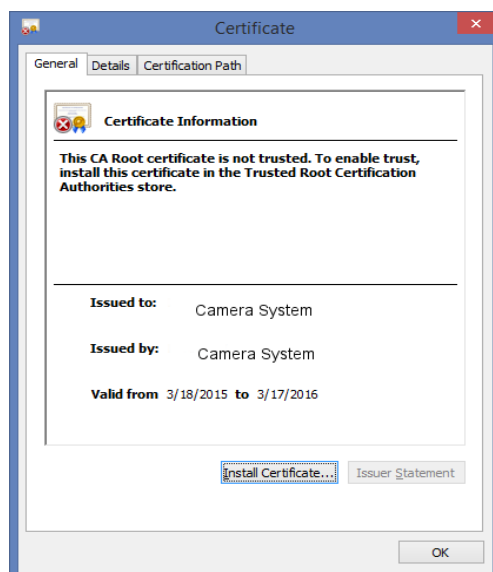 Certificate
General Details Certification Path
Certificate Information
This CA Root certificate is not trusted. To enable trust,
install this certificate in the Trusted Root Certification
Authorities store.
Issued to: Camera System
Issued by: Camera System
Valid from 3/18/2015 to 3/17/2016
Install Certificate... Issuer Statement
OK